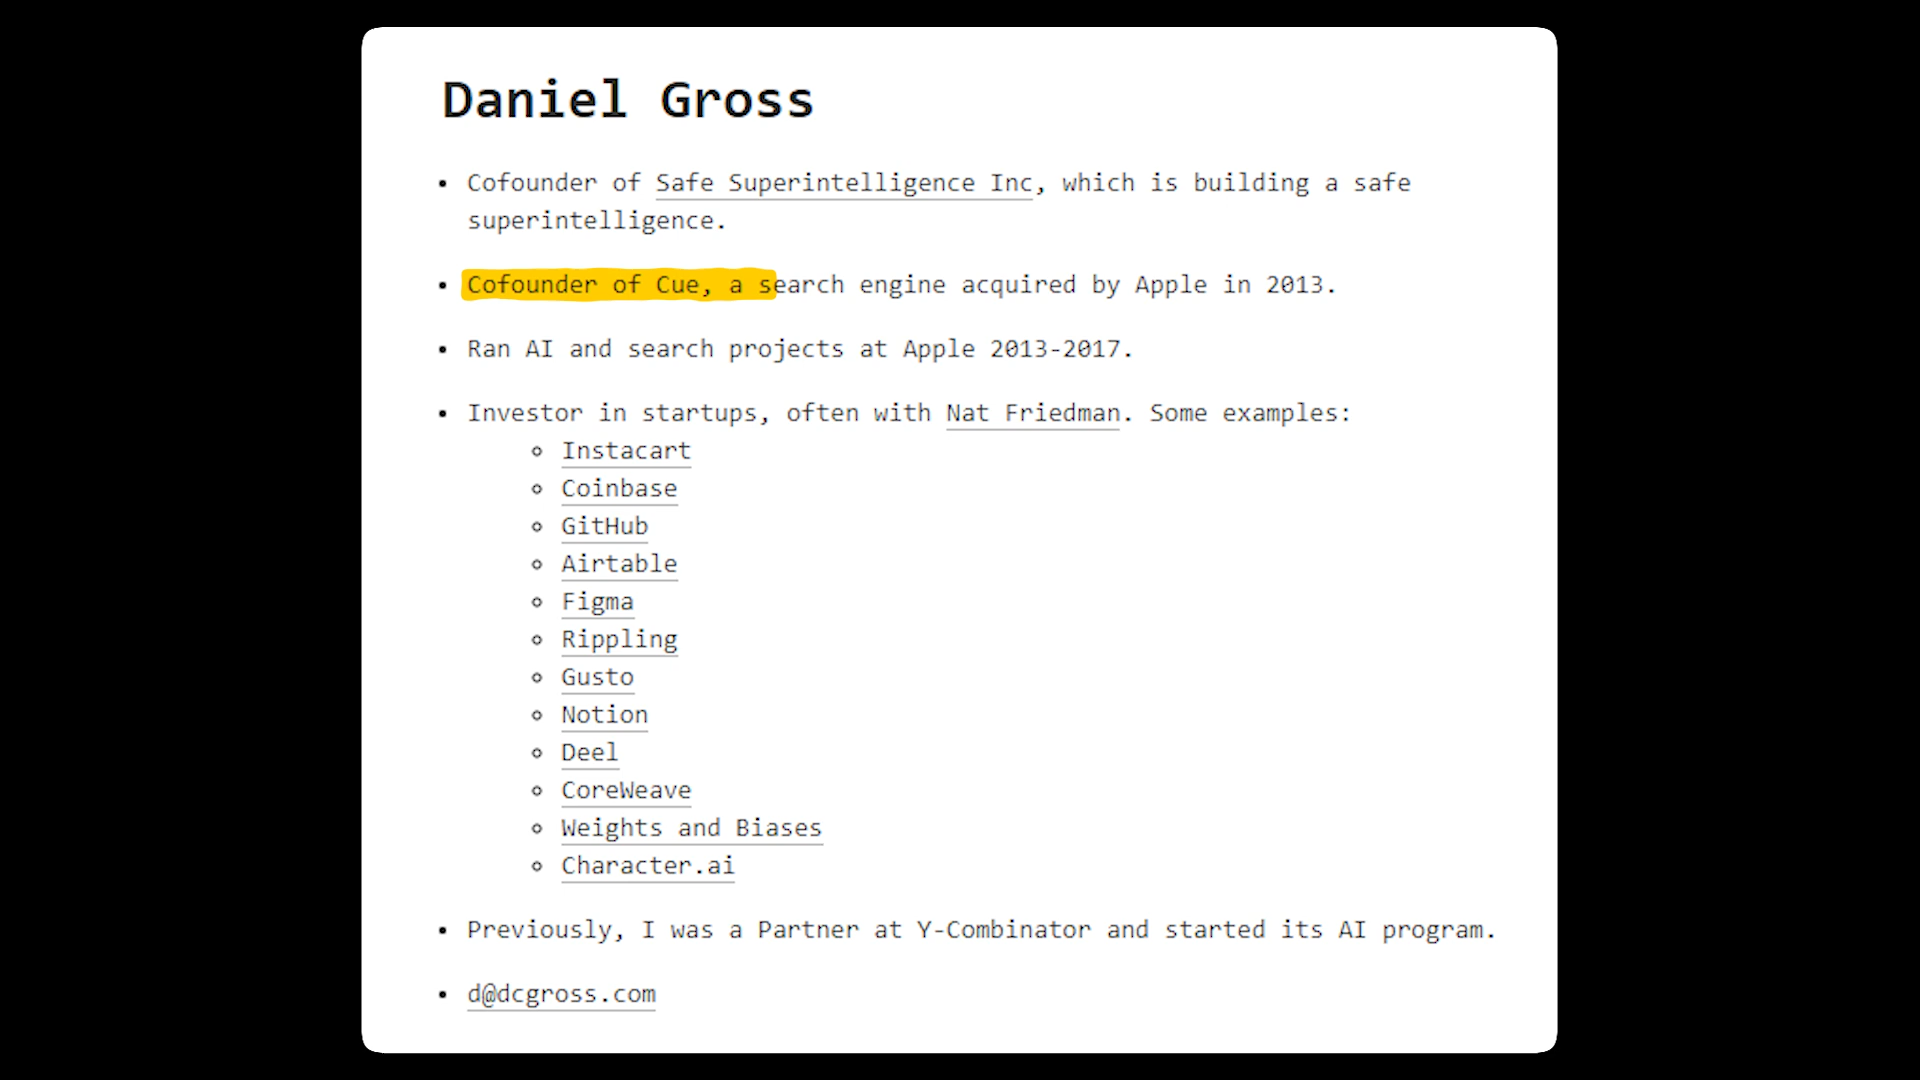 Daniel Gross
Cofounder of Safe Superintelligence Inc, which is building a safe
superintelligence.
Cofounder of Cue, a search engine acquired by Apple in 2013.
Ran AI and search projects at Apple 2013-2017.
Investor in startups, often with Nat Friedman. Some examples:
Instacart
Coinbase
GitHub
Airtable
Figma
Rippling
Gusto
Notion
Deel
CoreWeave
Weights and Biases
Character.ai
Previously, I was a Partner at Y-Combinator and started its AI program.
d@dcgross.com